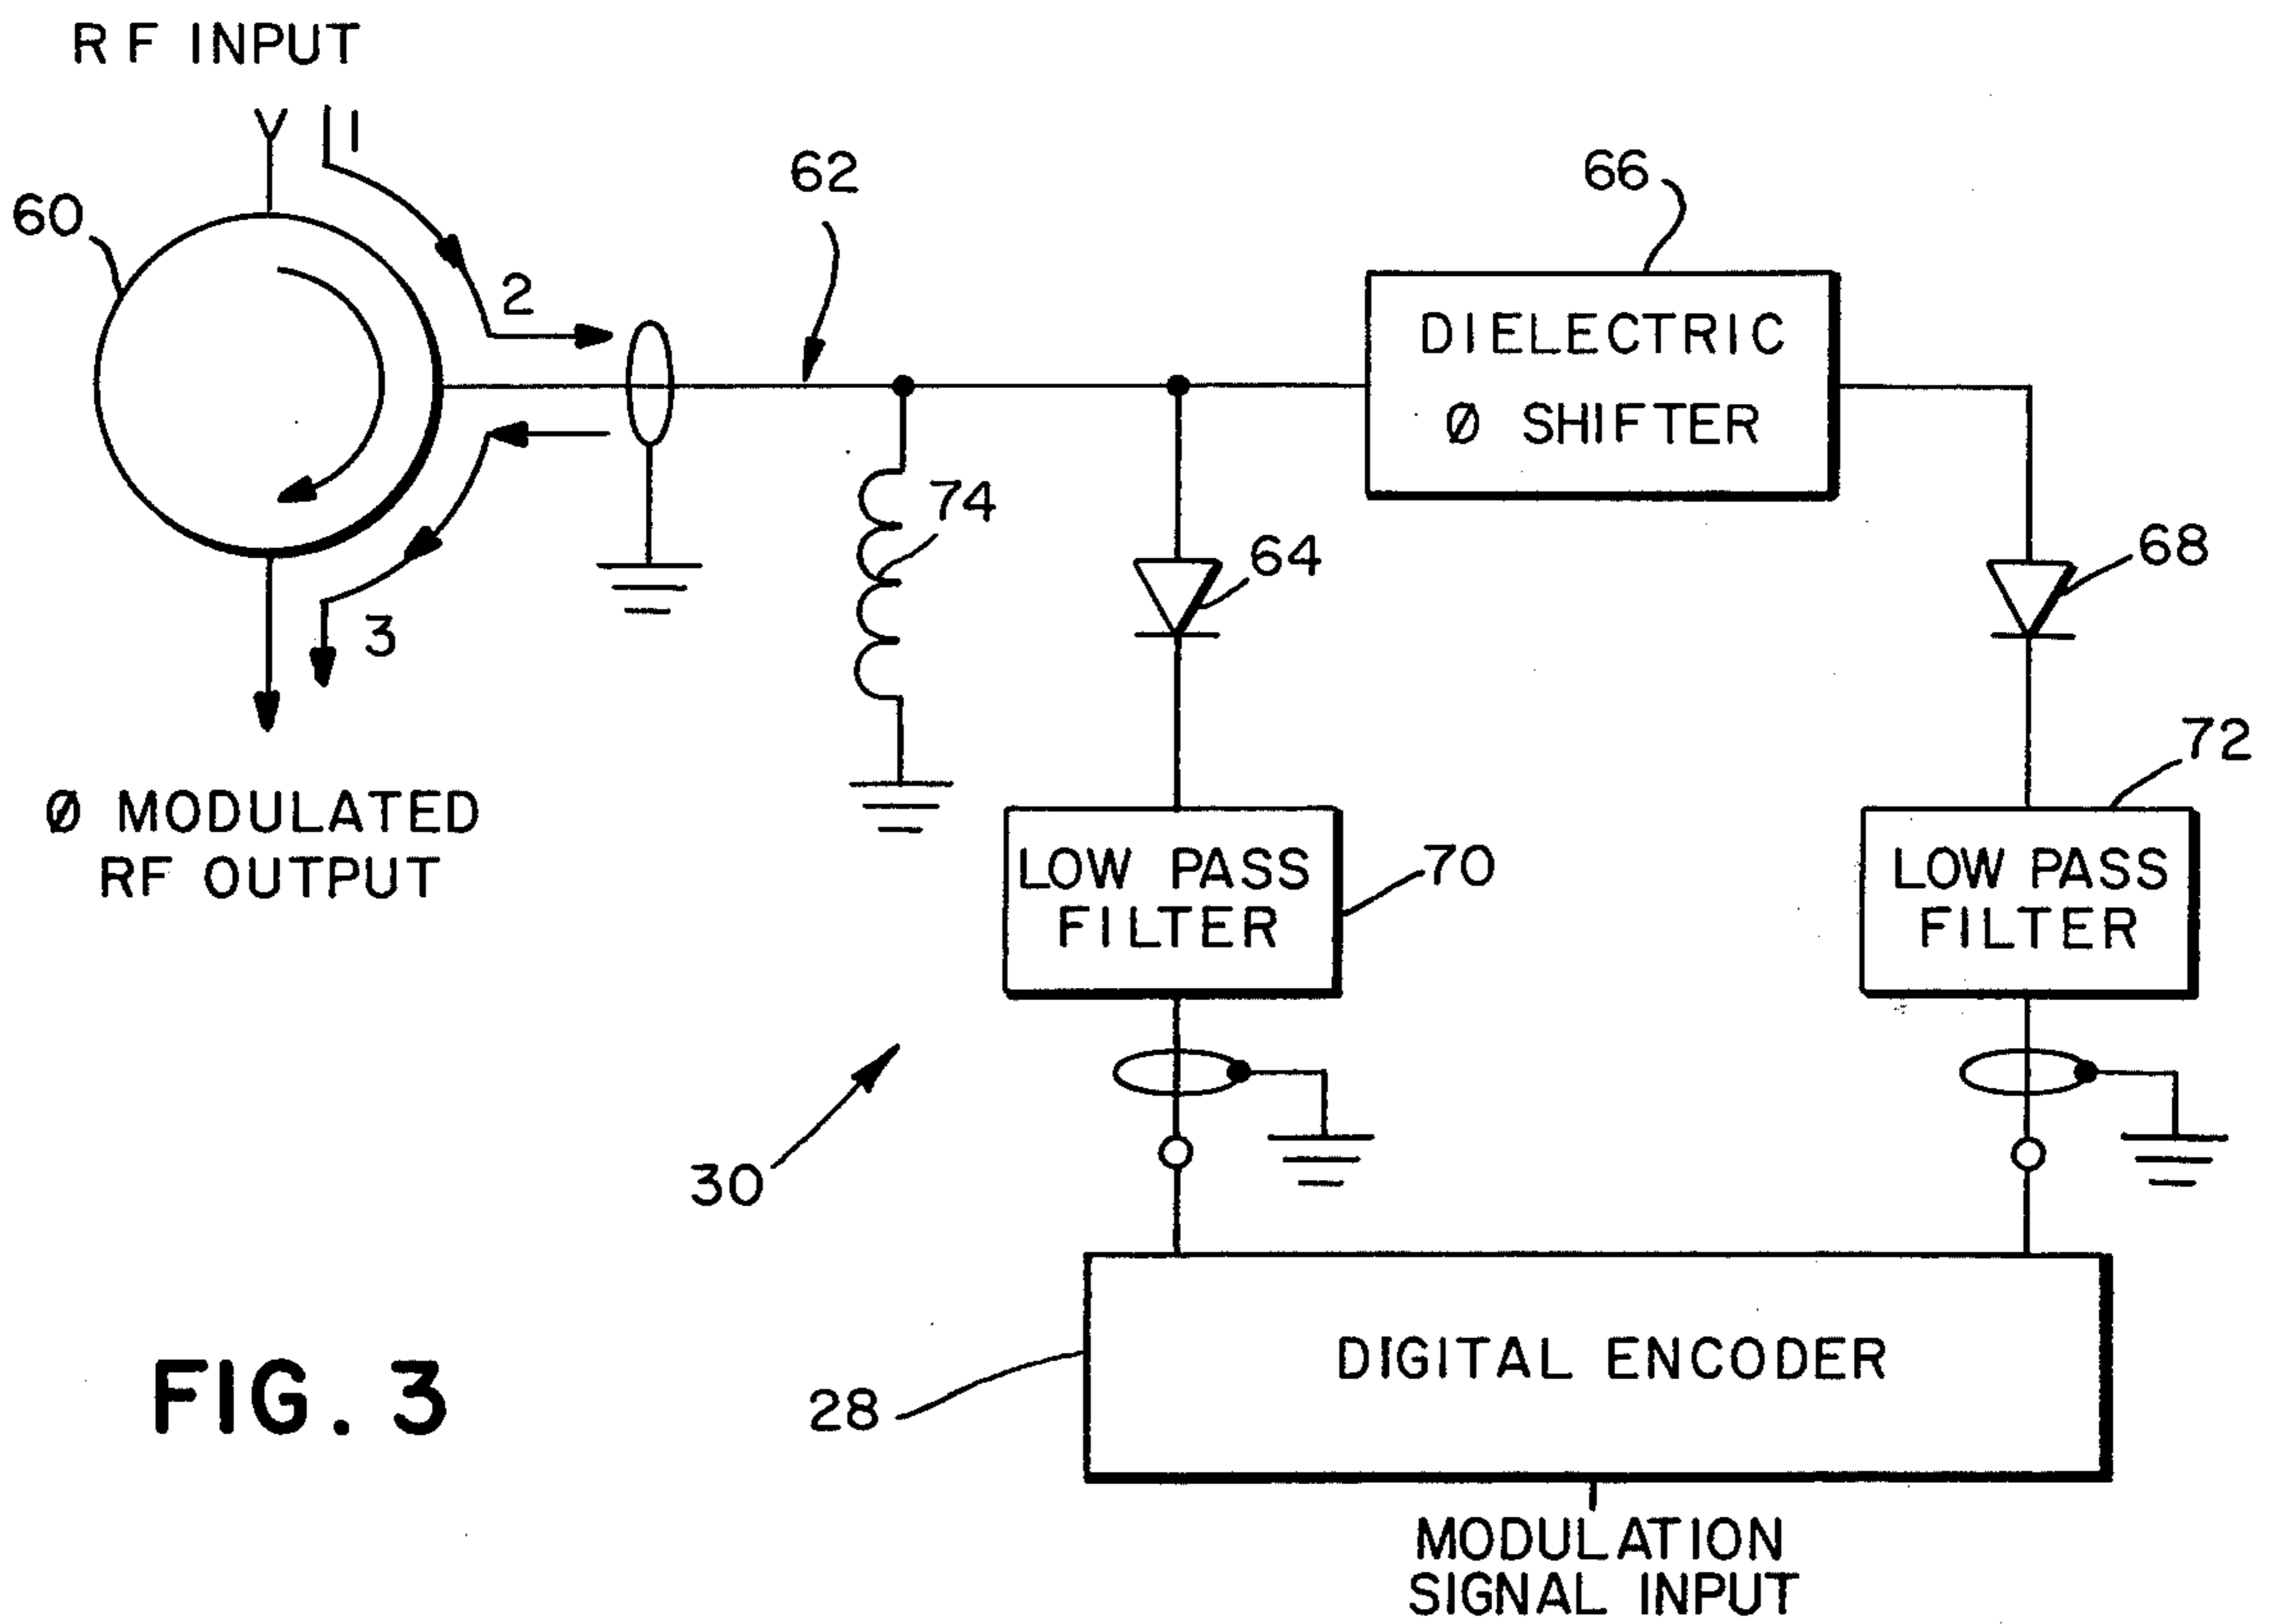 RF INPUT
1
60
2
62
66
DIELECTRIC
Ø SHIFTER
74
64
68
3
72
Ø MODULATED
RF OUTPUT
LOW PASS
FILTER
70
LOW PASS
FILTER
30
28
DIGITAL ENCODER
FIG. 3
MODULATION
SIGNAL INPUT